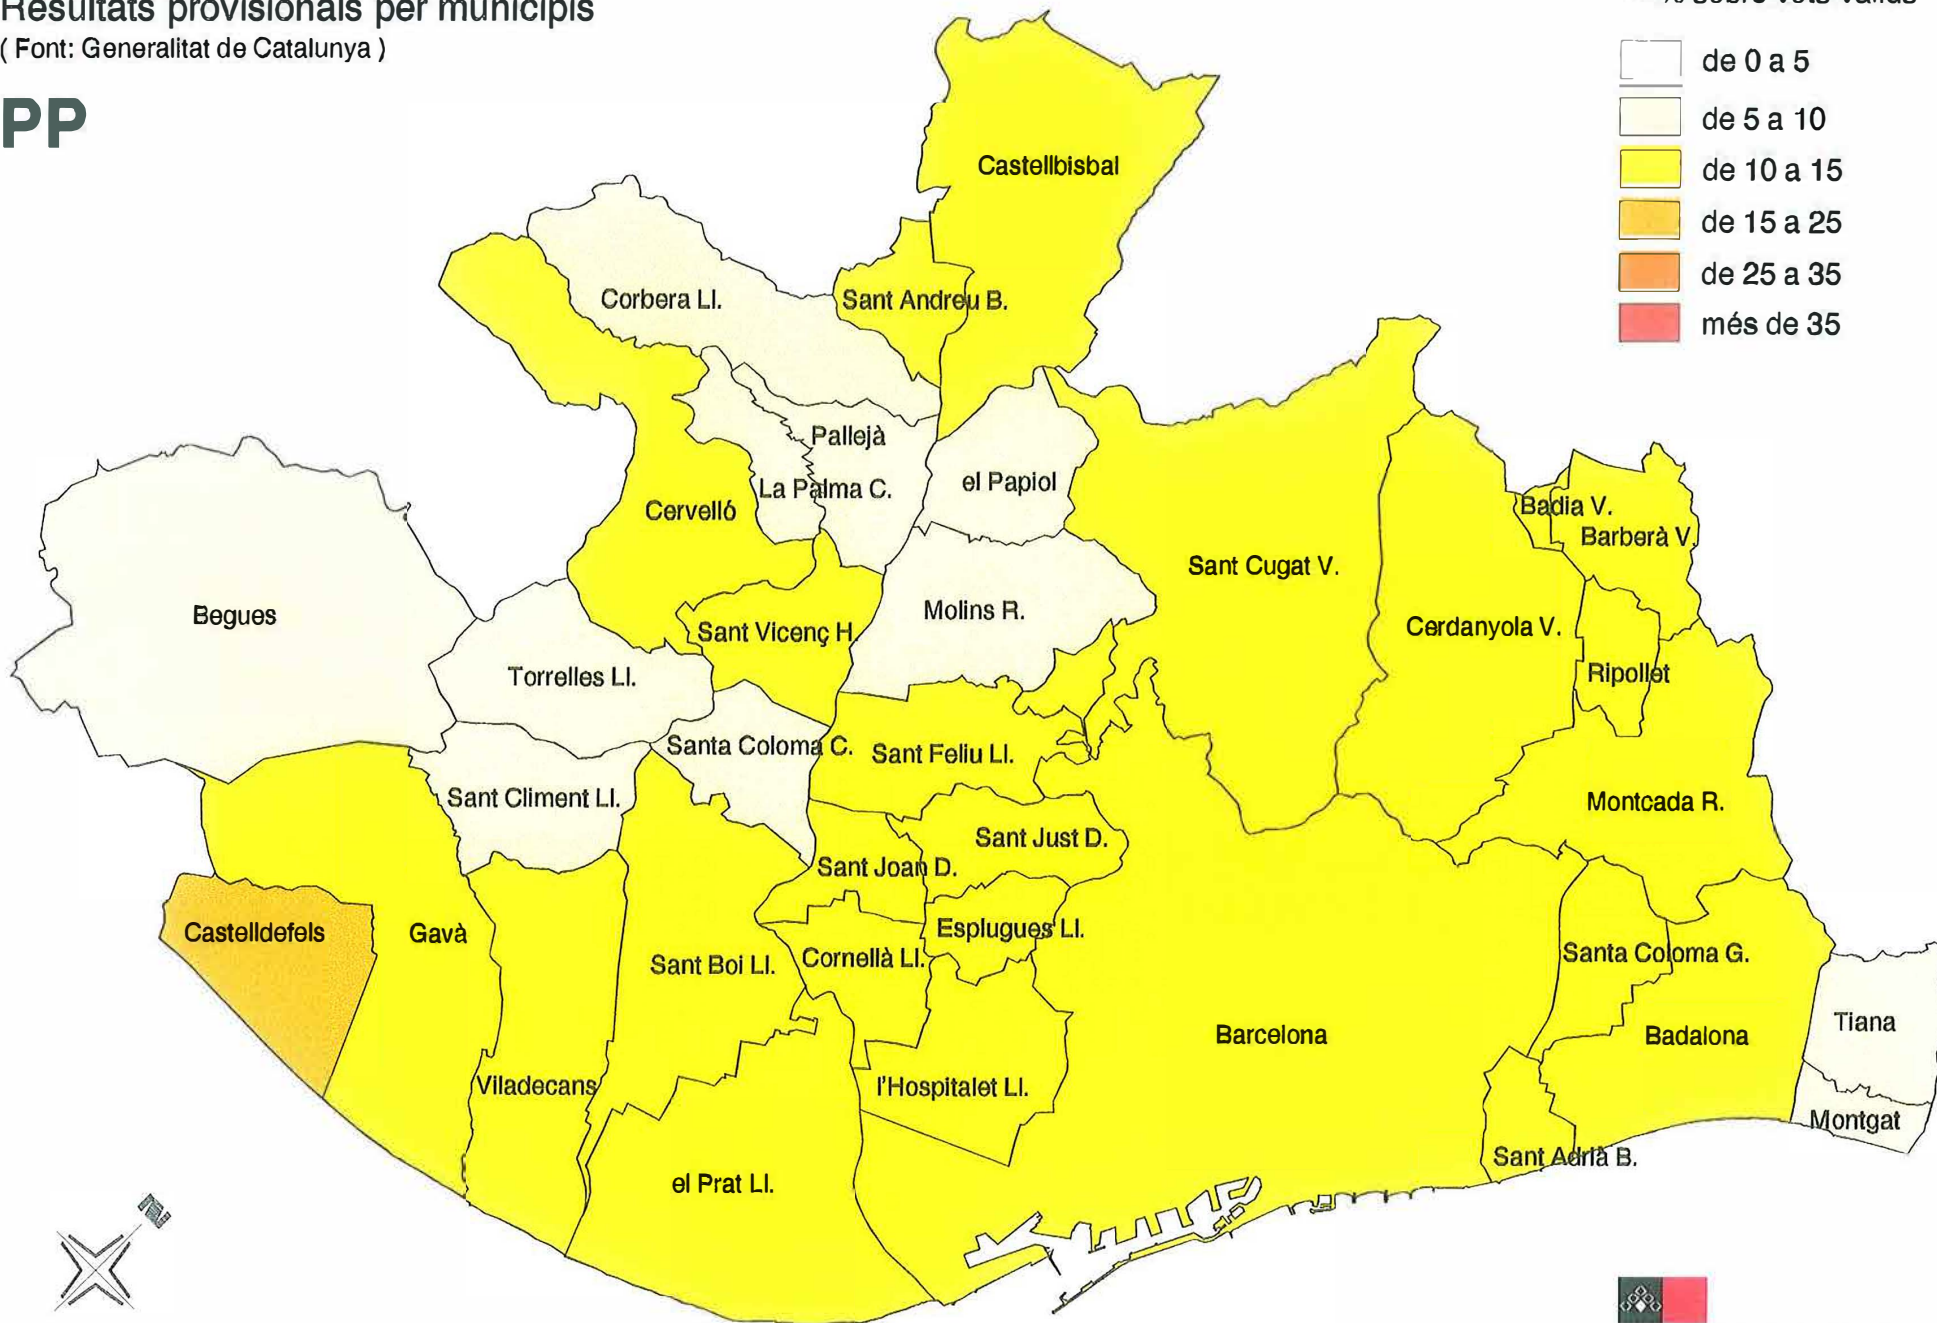 Resultats provisionals per municipis
( Font: Generalitat de Catalunya )
PP
% sobre vots vàlids
de 0 a 5
de 5 a 10
de 10 a 15
de 15 a 25
de 25 a 35
més de 35
Castellbisbal
Corbera Ll.
Sant Andreu B.
Pallejà
La Palma C.
el Papiol
Cervelló
Badia V.
Barberà V.
Sant Cugat V.
Begues
Molins R.
Sant Vicenç H.
Cerdanyola V.
Torrelles Ll.
Ripollet
Santa Coloma C.
Sant Feliu Ll.
Sant Climent Ll.
Montcada R.
Sant Just D.
Sant Joan D.
Castelldefels
Gavà
Esplugues Ll.
Sant Boi Ll.
Cornellà Ll.
Santa Coloma G.
Tiana
Barcelona
Badalona
Viladecans
l'Hospitalet Ll.
Montgat
Sant Adrià B.
el Prat Ll.
N